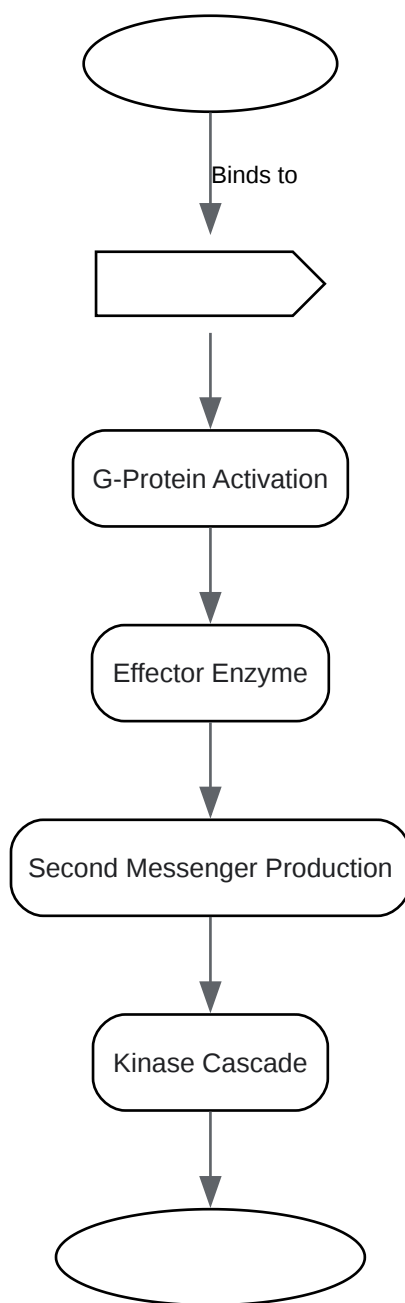 Binds to
G-Protein Activation
Effector Enzyme
Second Messenger Production
Kinase Cascade